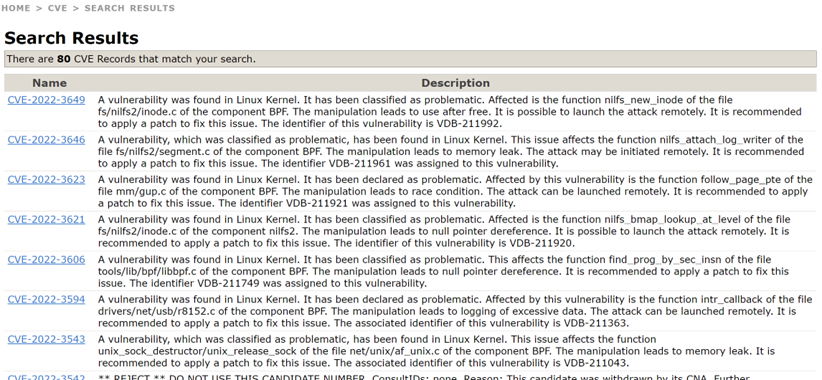 HOME > CVE > SEARCH RESULTS
Search Results
There are 80 CVE Records that match your search.
Name Description
CVE-2022-3649 A vulnerability was found in Linux Kernel. It has been classified as problematic. Affected is the function nilfs_new_inode of the file
fs/nilfs2/inode.c of the component BPF. The manipulation leads to use after free. It is possible to launch the attack remotely. It is recommended
to apply a patch to fix this issue. The identifier of this vulnerability is VDB-211992.
CVE-2022-3646 A vulnerability, which was classified as problematic, has been found in Linux Kernel. This issue affects the function nilfs_attach_log_writer of the
file fs/nilfs2/segment.c of the component BPF. The manipulation leads to memory leak. The attack may be initiated remotely. It is recommended
to apply a patch to fix this issue. The identifier VDB-211961 was assigned to this vulnerability.
CVE-2022-3623 A vulnerability was found in Linux Kernel. It has been declared as problematic. Affected by this vulnerability is the function follow_page_pte of the
file mm/gup.c of the component BPF. The manipulation leads to race condition. The attack can be launched remotely. It is recommended to apply
a patch to fix this issue. The identifier VDB-211921 was assigned to this vulnerability.
CVE-2022-3621 A vulnerability was found in Linux Kernel. It has been classified as problematic. Affected is the function nilfs_bmap_lookup_at_level of the file
fs/nilfs2/inode.c of the component nilfs2. The manipulation leads to null pointer dereference. It is possible to launch the attack remotely. It is
recommended to apply a patch to fix this issue. The identifier of this vulnerability is VDB-211920.
CVE-2022-3606 A vulnerability was found in Linux Kernel. It has been classified as problematic. This affects the function find_prog_by_sec_insn of the file
tools/lib/bpf/libbpf.c of the component BPF. The manipulation leads to null pointer dereference. It is recommended to apply a patch to fix this
issue. The identifier VDB-211749 was assigned to this vulnerability.
CVE-2022-3594 A vulnerability was found in Linux Kernel. It has been declared as problematic. Affected by this vulnerability is the function intr_callback of the file
drivers/net/usb/r8152.c of the component BPF. The manipulation leads to logging of excessive data. The attack can be launched remotely. It is
recommended to apply a patch to fix this issue. The associated identifier of this vulnerability is VDB-211363.
CVE-2022-3543 A vulnerability, which was classified as problematic, has been found in Linux Kernel. This issue affects the function
unix_sock_destructor/unix_release_sock of the file net/unix/af_unix.c of the component BPF. The manipulation leads to memory leak. It is
recommended to apply a patch to fix this issue. The identifier VDB-211043 was assigned to this vulnerability.
CVE-2022-3542 ** REJECT ** DO NOT USE THIS CANDIDATE NUMBER. ConsultIDs: none. Reason: This candidate was withdrawn by its CNA. Further